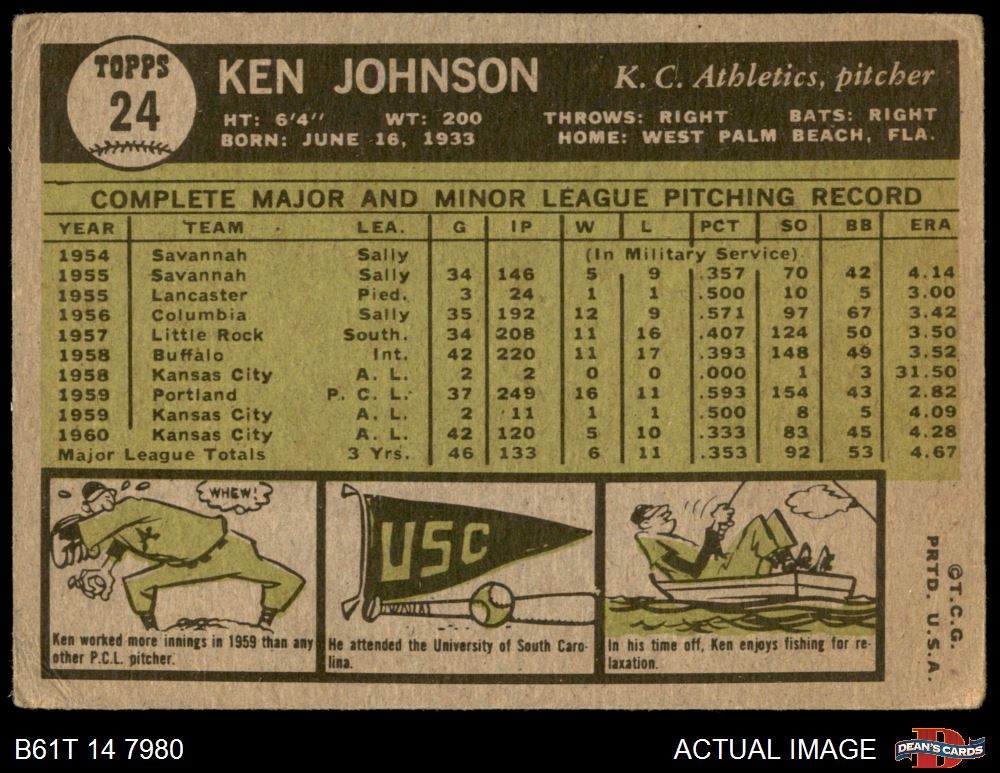 TOPPS
24
KEN JOHNSON
K. C. Athletics, pitcher
HT: 6'4'' WT: 200 THROWS: RIGHT BATS: RIGHT
BORN: JUNE 16, 1933 HOME: WEST PALM BEACH, FLA.
COMPLETE MAJOR AND MINOR LEAGUE PITCHING RECORD
YEAR TEAM LEA. G IP W L PCT SO BB ERA
1954 Savannah Sally (In Military Service)
1955 Savannah Sally 34 146 5 9 .357 70 42 4.14
1955 Lancaster Pied. 3 24 1 1 .500 10 5 3.00
1956 Columbia Sally 35 192 12 9 .571 97 67 3.42
1957 Little Rock South. 34 208 11 16 .407 124 50 3.50
1958 Buffalo Int. 42 220 11 17 .393 148 49 3.52
1958 Kansas City A. L. 2 2 0 0 .000 1 3 31.50
1959 Portland P. C. L. 37 249 16 11 .593 154 43 2.82
1959 Kansas City A. L. 2 11 1 1 .500 8 5 4.09
1960 Kansas City A. L. 42 120 5 10 .333 83 45 4.28
Major League Totals 3 Yrs. 46 133 6 11 .353 92 53 4.67
WHEW!
Ken worked more innings in 1959 than any
other P.C.L. pitcher.
USC
He attended the University of South Caro-
lina.
In his time off, Ken enjoys fishing for re-
laxation.
©T.C.G.
PRTD. U.S.A.
B61T 14 7980
ACTUAL IMAGE
D
DEAN'S CARDS